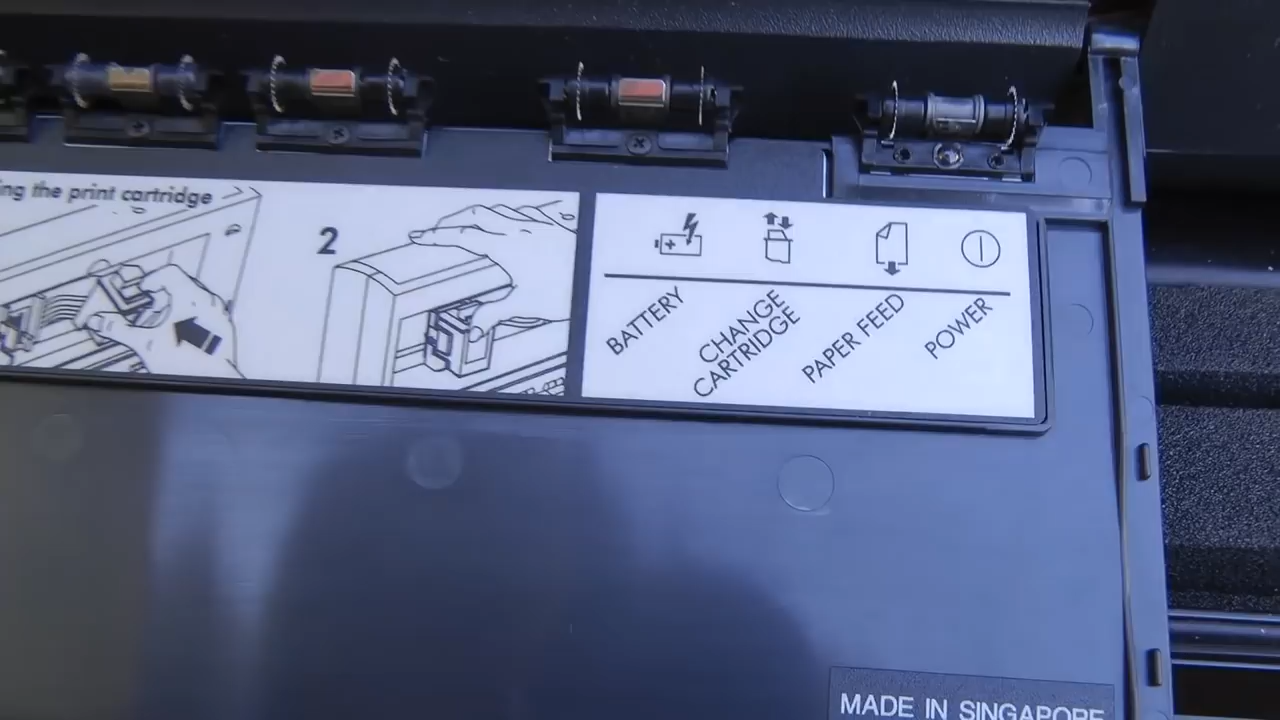 ing the print cartridge
2
BATTERY
CHANGE
CARTRIDGE
PAPER FEED
POWER
MADE IN SINGAPORE